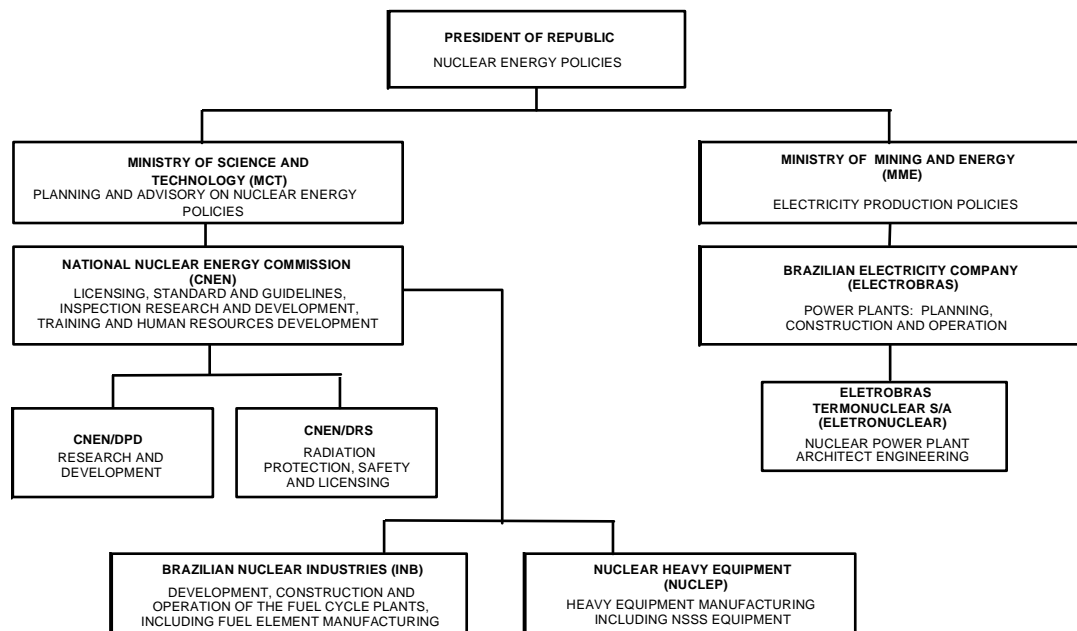 PRESIDENT OF REPUBLIC
NUCLEAR ENERGY POLICIES
MINISTRY OF SCIENCE AND
TECHNOLOGY (MCT)
PLANNING AND ADVISORY ON NUCLEAR ENERGY
POLICIES
MINISTRY OF MINING AND ENERGY
(MME)
ELECTRICITY PRODUCTION POLICIES
NATIONAL NUCLEAR ENERGY COMMISSION
(CNEN)
LICENSING, STANDARD AND GUIDELINES,
INSPECTION RESEARCH AND DEVELOPMENT,
TRAINING AND HUMAN RESOURCES DEVELOPMENT
BRAZILIAN ELECTRICITY COMPANY
(ELECTROBRAS)
POWER PLANTS: PLANNING,
CONSTRUCTION AND OPERATION
CNEN/DPD
RESEARCH AND
DEVELOPMENT
CNEN/DRS
RADIATION
PROTECTION, SAFETY
AND LICENSING
ELETROBRAS
TERMONUCLEAR S/A
(ELETRONUCLEAR)
NUCLEAR POWER PLANT
ARCHITECT ENGINEERING
BRAZILIAN NUCLEAR INDUSTRIES (INB)
DEVELOPMENT, CONSTRUCTION AND
OPERATION OF THE FUEL CYCLE PLANTS,
INCLUDING FUEL ELEMENT MANUFACTURING
NUCLEAR HEAVY EQUIPMENT
(NUCLEP)
HEAVY EQUIPMENT MANUFACTURING
INCLUDING NSSS EQUIPMENT